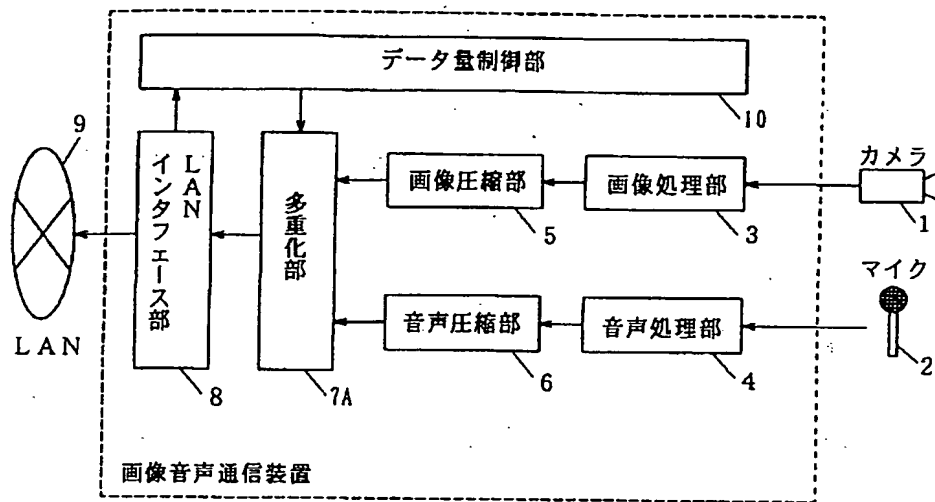 データ量制御部
10
9
LAN
LAN
インタフェース部
8
多重化部
7A
画像圧縮部
5
画像処理部
3
カメラ
1
音声圧縮部
6
音声処理部
4
マイク
2
画像音声通信装置